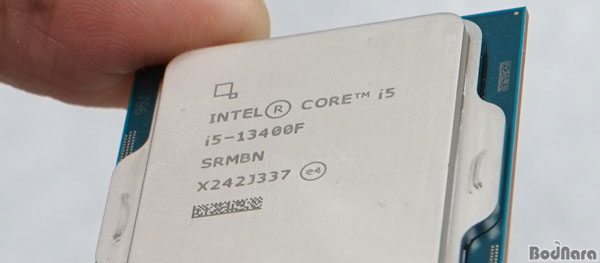 INTEL® CORE™ i5
i5-13400F
SRMBN
X242J337 e4
BodNara